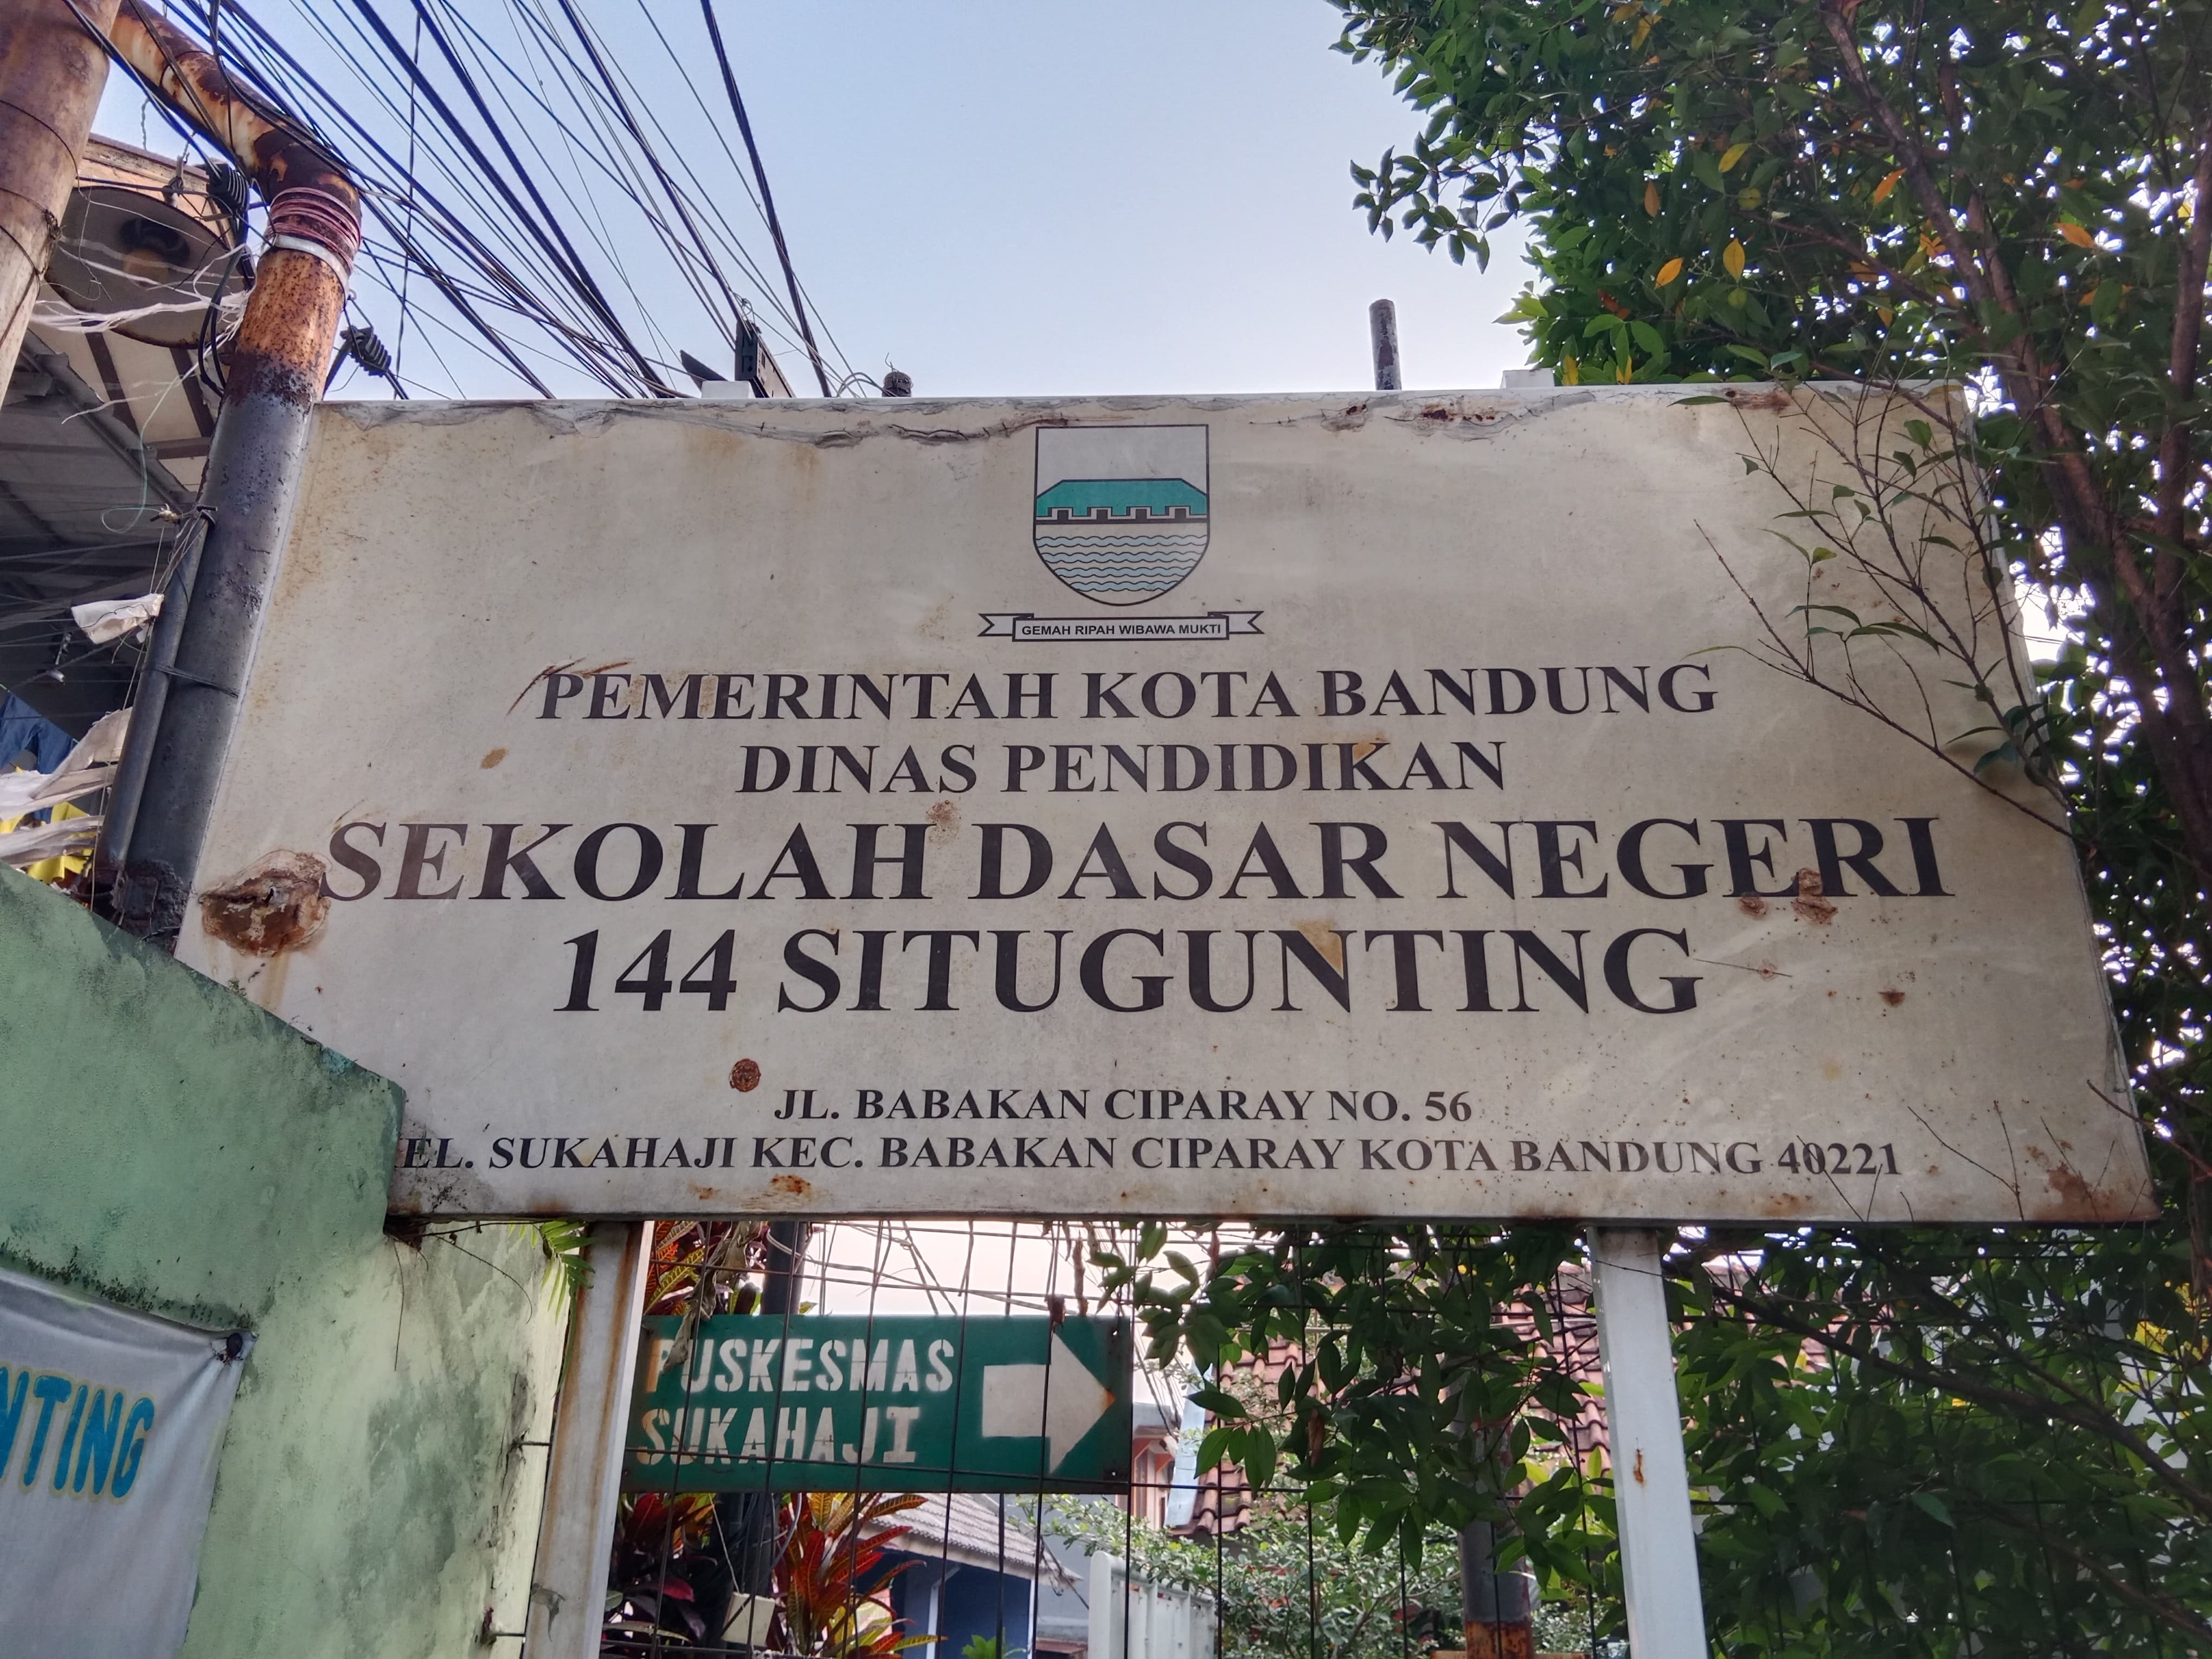 GEMAH RIPAH WIBAWA MUKTI
PEMERINTAH KOTA BANDUNG
DINAS PENDIDIKAN
SEKOLAH DASAR NEGERI
144 SITUGUNTING
JL. BABAKAN CIPARAY NO. 56
EL. SUKAHAJI KEC. BABAKAN CIPARAY KOTA BANDUNG 40221
PUSKESMAS
SUKAHAJI
NTING